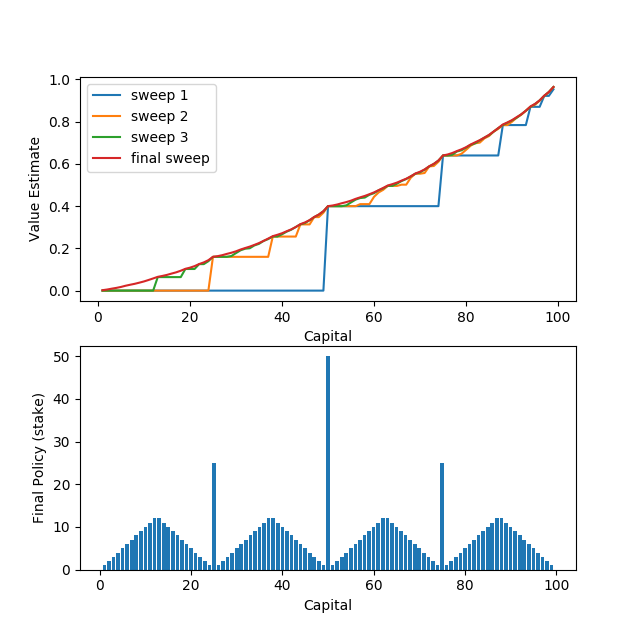 1.0
0.8
0.6
0.4
0.2
0.0
Value Estimate
sweep 1
sweep 2
sweep 3
final sweep
0 20 40 60 80 100
Capital
50
40
30
20
10
0
Final Policy (stake)
0 20 40 60 80 100
Capital